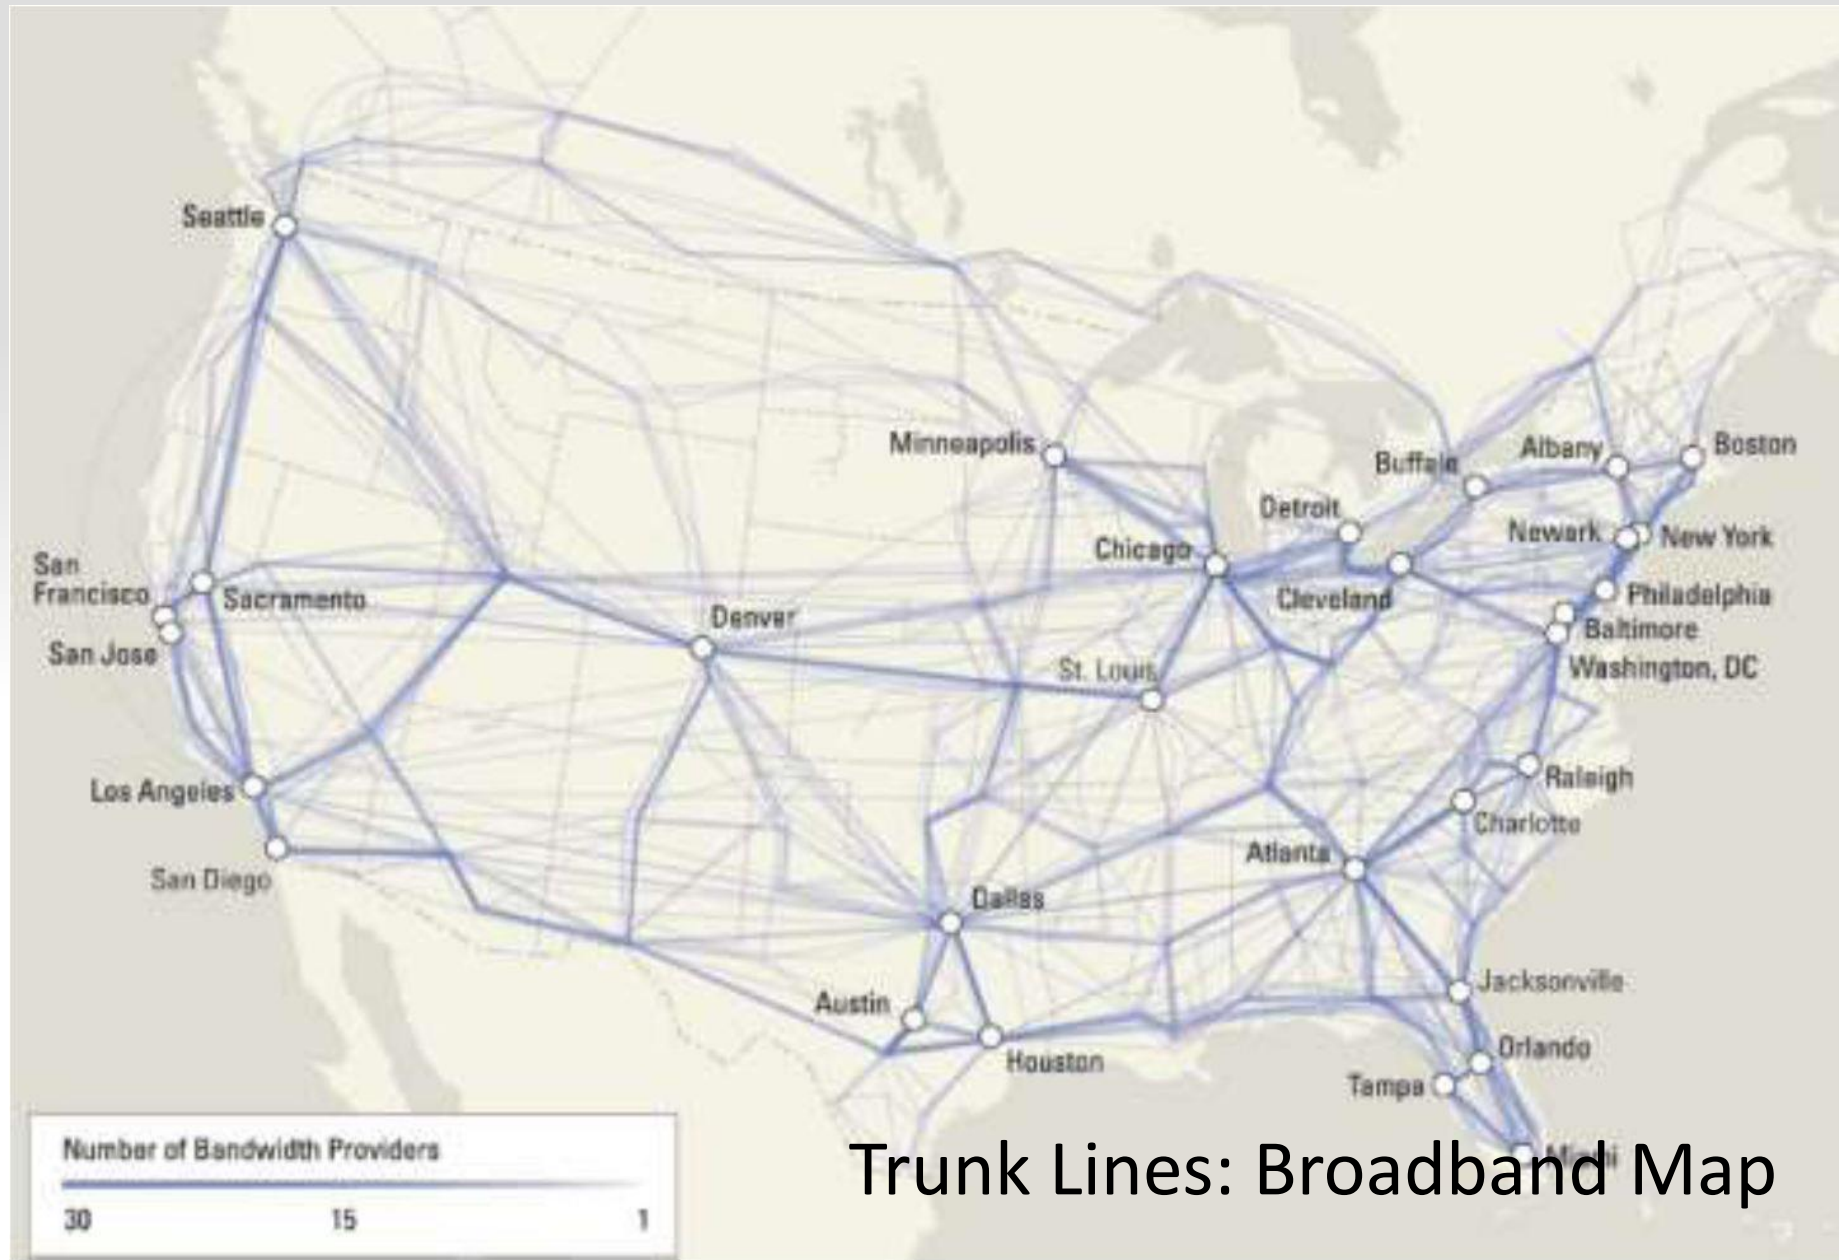 Seattle
Minneapolis
Buffalo
Albany
Boston
Detroit
Newark
New York
Chicago
San
Francisco
Sacramento
Cleveland
Philadelphia
Denver
Baltimore
San Jose
St. Louis
Washington, DC
Los Angeles
Raleigh
Charlotte
Atlanta
San Diego
Dallas
Jacksonville
Austin
Orlando
Houston
Tampa
Miami
Number of Bandwidth Providers
30 15 1
Trunk Lines: Broadband Map